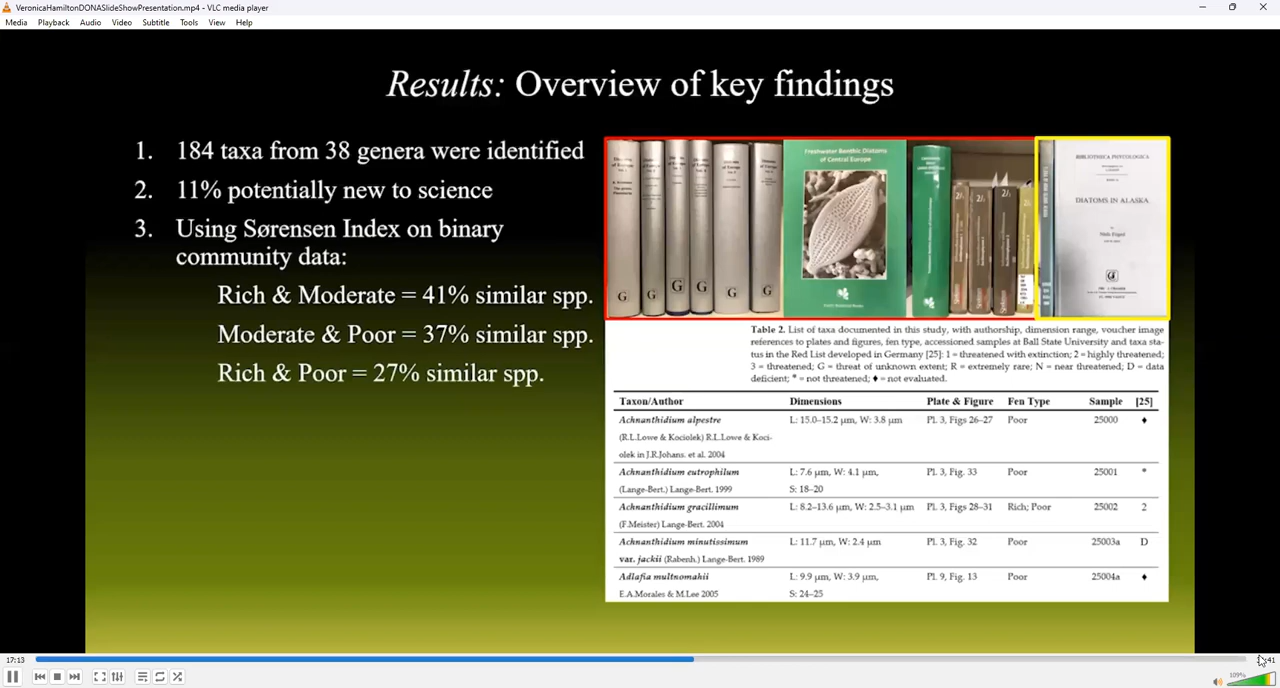 VeronicaHamiltonDONASlideShowPresentation.mp4 - VLC media player
Media Playback Audio Video Subtitle Tools View Help
Results: Overview of key findings
1. 184 taxa from 38 genera were identified
2. 11% potentially new to science
3. Using Sørensen Index on binary
community data:
Rich & Moderate = 41% similar spp.
Moderate & Poor = 37% similar spp.
Rich & Poor = 27% similar spp.
Freshwater Benthic Diatoms
of Central Europe
G G G G G G
BIBLIOTHECA PHYCOLOGICA
DIATOMS IN ALASKA
Table 2. List of taxa documented in this study, with authorship, dimension range, voucher image
references to plates and figures, fen type, accessioned samples at Ball State University and taxa sta-
tus in the Red List developed in Germany [25]: 1 = threatened with extinction; 2 = highly threatened;
3 = threatened; G = threat of unknown extent; R = extremely rare; N = near threatened; D = data
deficient; * = not threatened; ♦ = not evaluated.
Taxon/Author Dimensions Plate & Figure Fen Type Sample [25]
Achnanthidium alpestre L: 15.0–15.2 µm, W: 3.8 µm Pl. 3, Figs 26–27 Poor 25000 ♦
(R.L.Lowe & Kociolek) R.L.Lowe & Koci-
olek in J.R.Johans. et al. 2004
Achnanthidium eutrophilum L: 7.6 µm, W: 4.1 µm, Pl. 3, Fig. 33 Poor 25001 *
(Lange-Bert.) Lange-Bert. 1999 S: 18–20
Achnanthidium gracillimum L: 8.2–13.6 µm, W: 2.5–3.1 µm Pl. 3, Figs 28–31 Rich; Poor 25002 2
(F.Meister) Lange-Bert. 2004
Achnanthidium minutissimum L: 11.7 µm, W: 2.4 µm Pl. 3, Fig. 32 Poor 25003a D
var. jackii (Rabenh.) Lange-Bert. 1989
Adlafia multnomahii L: 9.9 µm, W: 3.9 µm, Pl. 9, Fig. 13 Poor 25004a ♦
E.A.Morales & M.Lee 2005 S: 24–25
17:13
109%